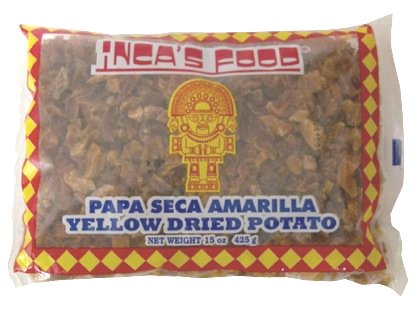 INCA'S FOOD®
PAPA SECA AMARILLA
YELLOW DRIED POTATO
NET WEIGHT 15 oz 425 g